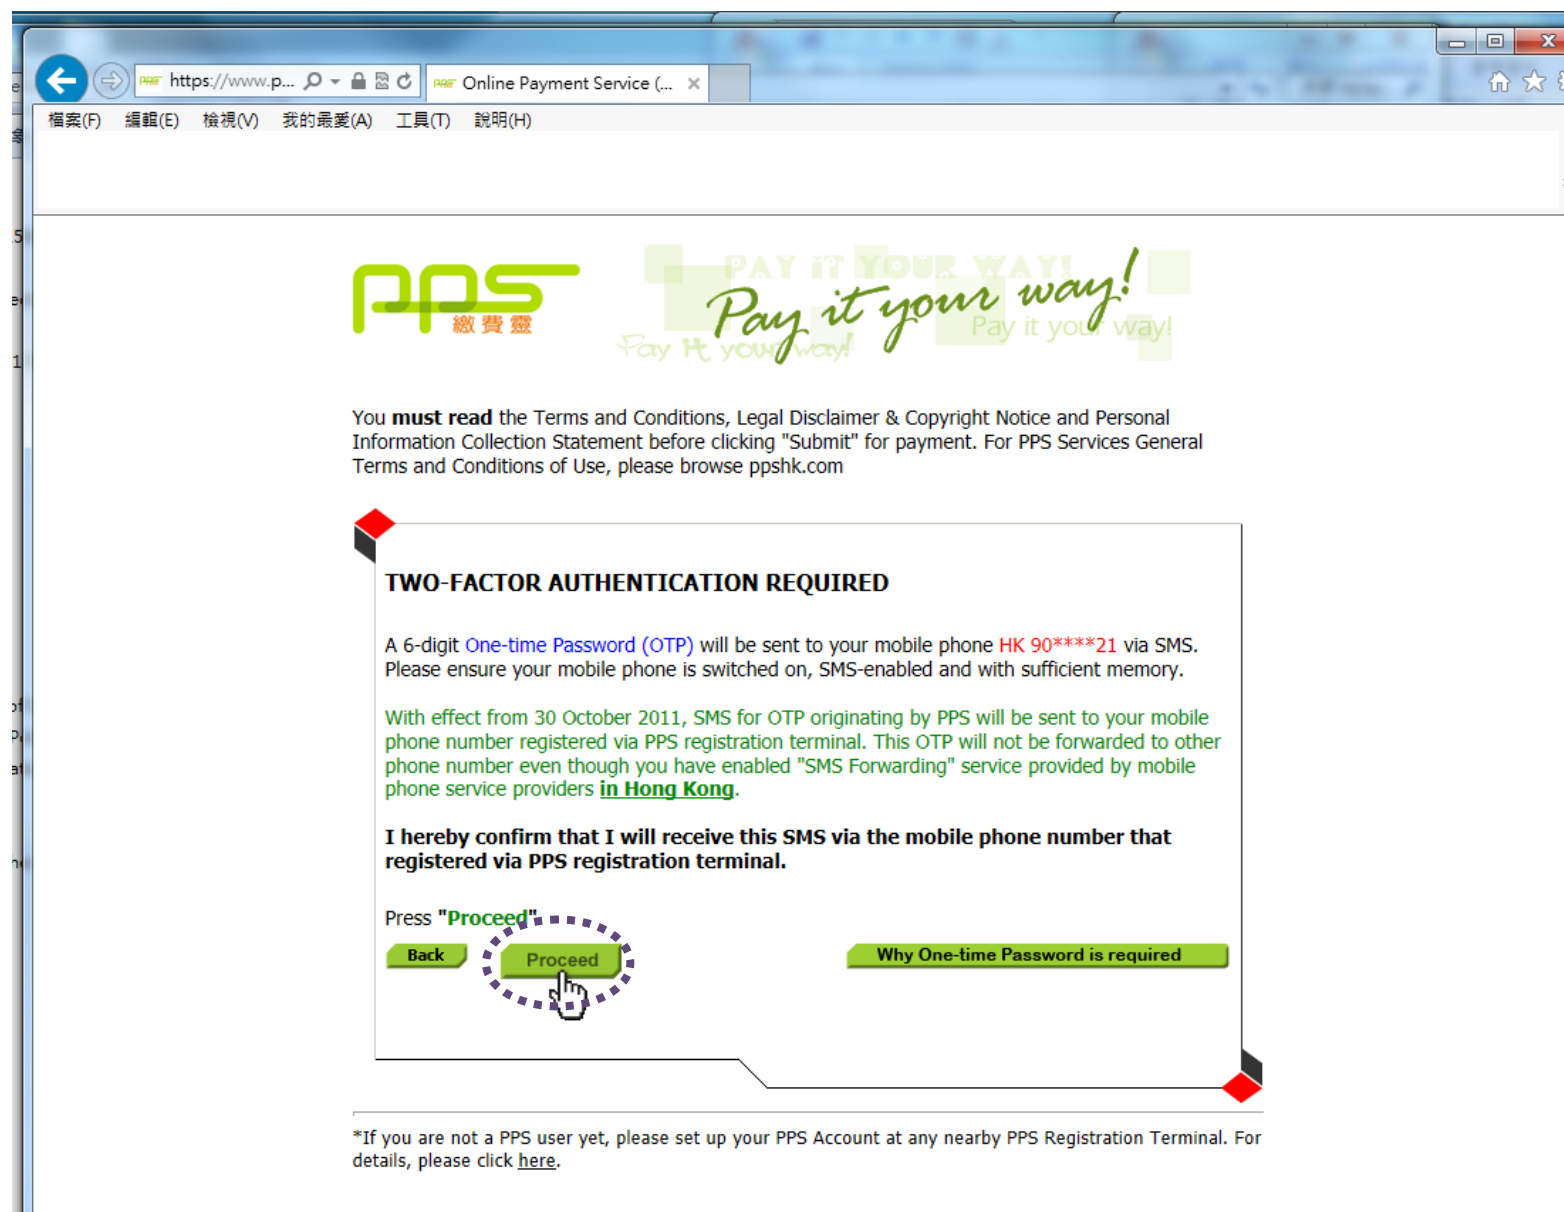 https://www.p...
Online Payment Service (...
檔案(F) 編輯(E) 檢視(V) 我的最愛(A) 工具(T) 說明(H)
pps
繳費靈
PAY iT YOUR WAY!
Pay it your way!
Pay it your way!
Pay It your way!
You must read the Terms and Conditions, Legal Disclaimer & Copyright Notice and Personal
Information Collection Statement before clicking "Submit" for payment. For PPS Services General
Terms and Conditions of Use, please browse ppshk.com
TWO-FACTOR AUTHENTICATION REQUIRED
A 6-digit One-time Password (OTP) will be sent to your mobile phone HK 90****21 via SMS.
Please ensure your mobile phone is switched on, SMS-enabled and with sufficient memory.
With effect from 30 October 2011, SMS for OTP originating by PPS will be sent to your mobile
phone number registered via PPS registration terminal. This OTP will not be forwarded to other
phone number even though you have enabled "SMS Forwarding" service provided by mobile
phone service providers in Hong Kong.
I hereby confirm that I will receive this SMS via the mobile phone number that
registered via PPS registration terminal.
Press "Proceed"
Back
Proceed
Why One-time Password is required
*If you are not a PPS user yet, please set up your PPS Account at any nearby PPS Registration Terminal. For
details, please click here.